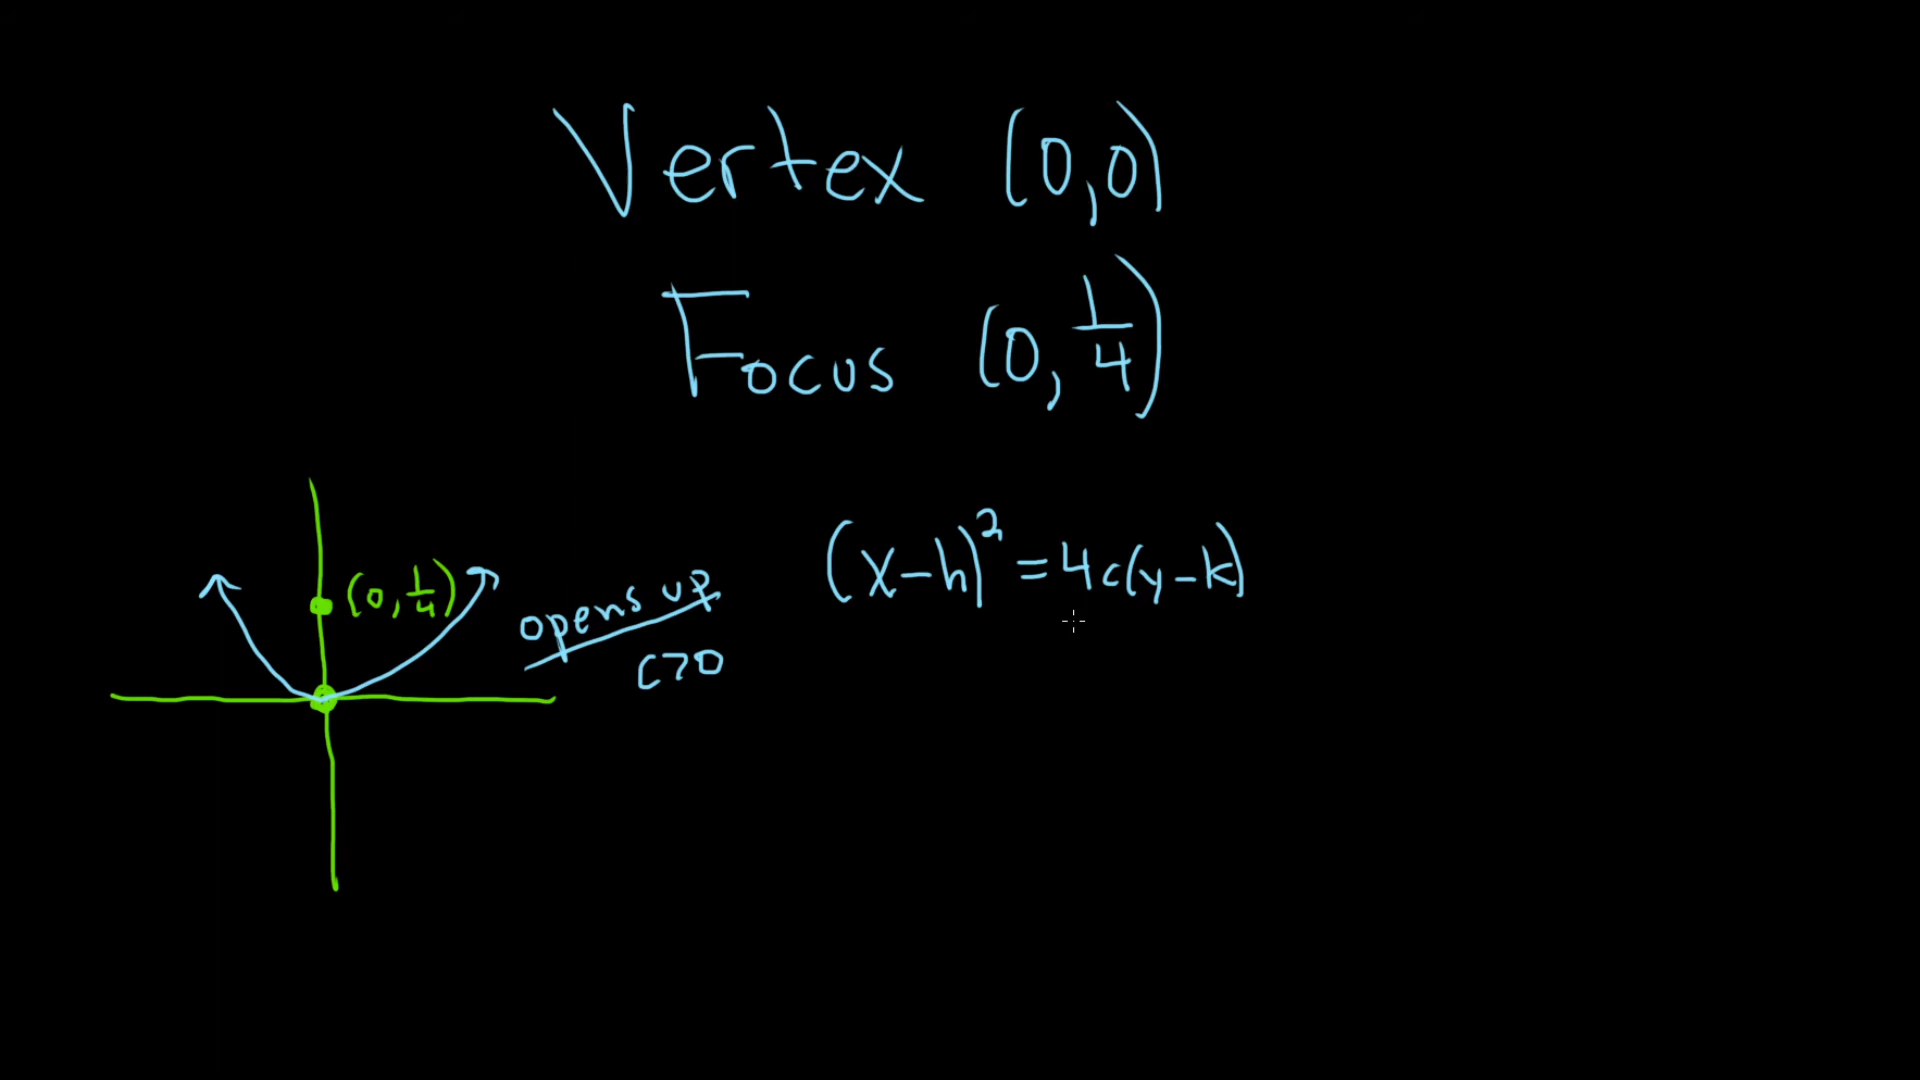 Vertex (0,0)
Focus (0, 1/4)
(x-h)² = 4c(y-k)
(0, 1/4)
opens up
c>0